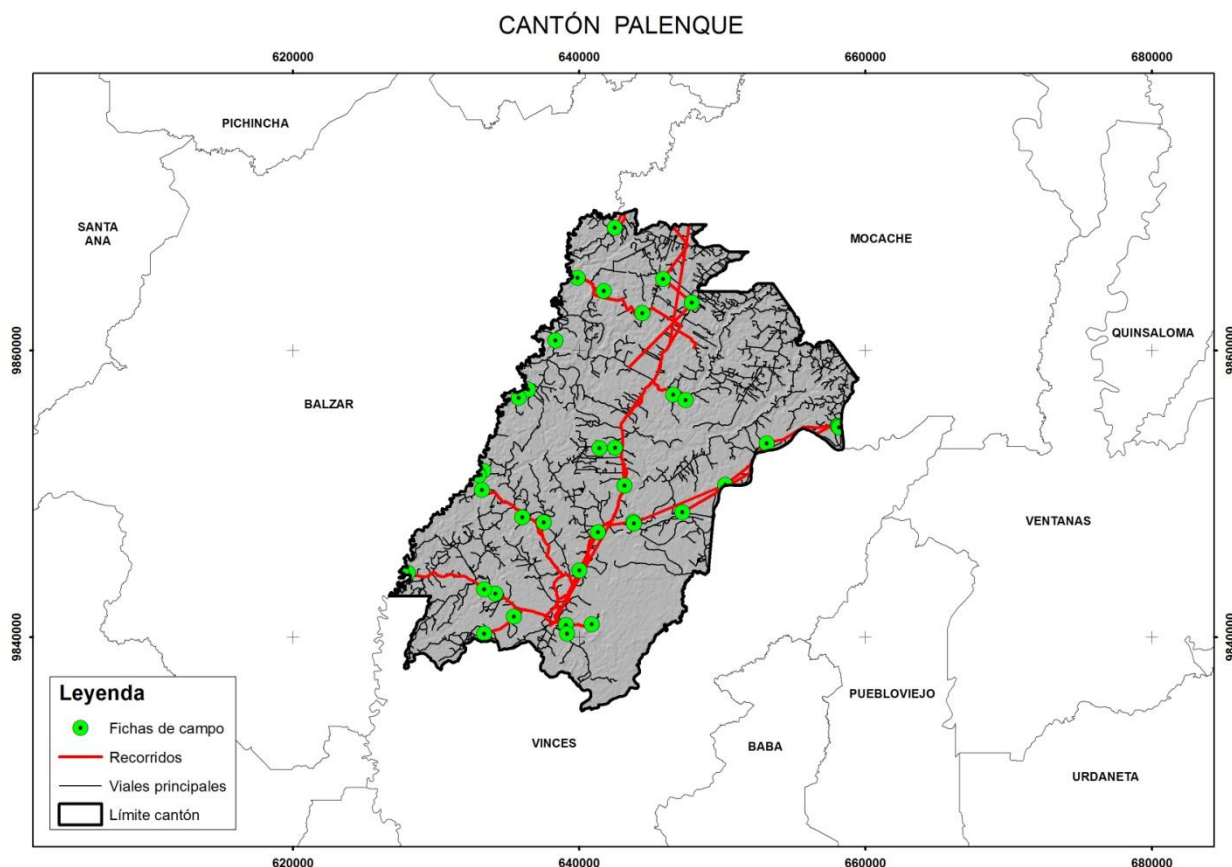 CANTÓN PALENQUE
620000
640000
660000
680000
PICHINCHA
SANTA
ANA
MOCACHE
9860000
QUINSALOMA
9860000
BALZAR
VENTANAS
9840000
9840000
PUEBLOVIEJO
VINCES
BABA
URDANETA
Leyenda
Fichas de campo
Recorridos
Viales principales
Límite cantón
620000
640000
660000
680000